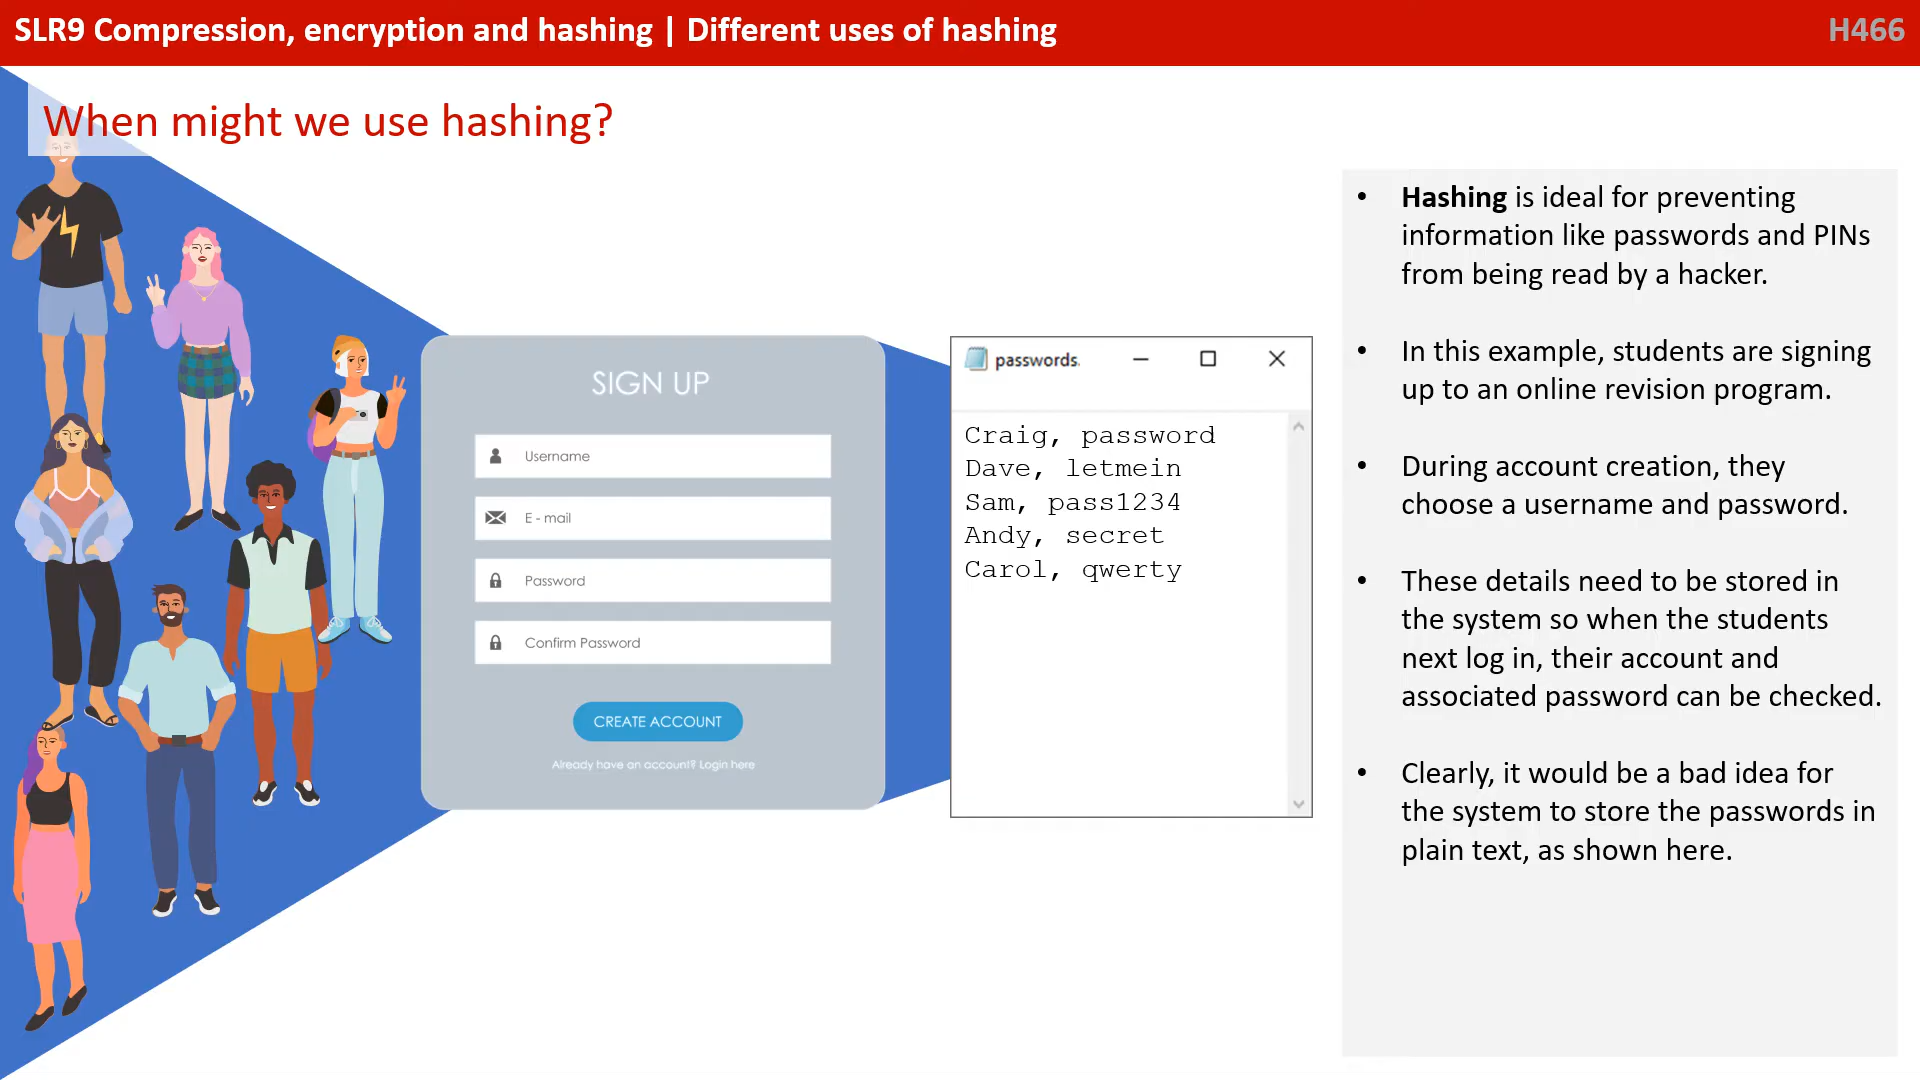 SLR9 Compression, encryption and hashing | Different uses of hashing
H466
When might we use hashing?
SIGN UP
Username
E - mail
Password
Confirm Password
CREATE ACCOUNT
Already have an account? Login here
passwords.
Craig, password
Dave, letmein
Sam, pass1234
Andy, secret
Carol, qwerty
• Hashing is ideal for preventing
information like passwords and PINs
from being read by a hacker.
• In this example, students are signing
up to an online revision program.
• During account creation, they
choose a username and password.
• These details need to be stored in
the system so when the students
next log in, their account and
associated password can be checked.
• Clearly, it would be a bad idea for
the system to store the passwords in
plain text, as shown here.